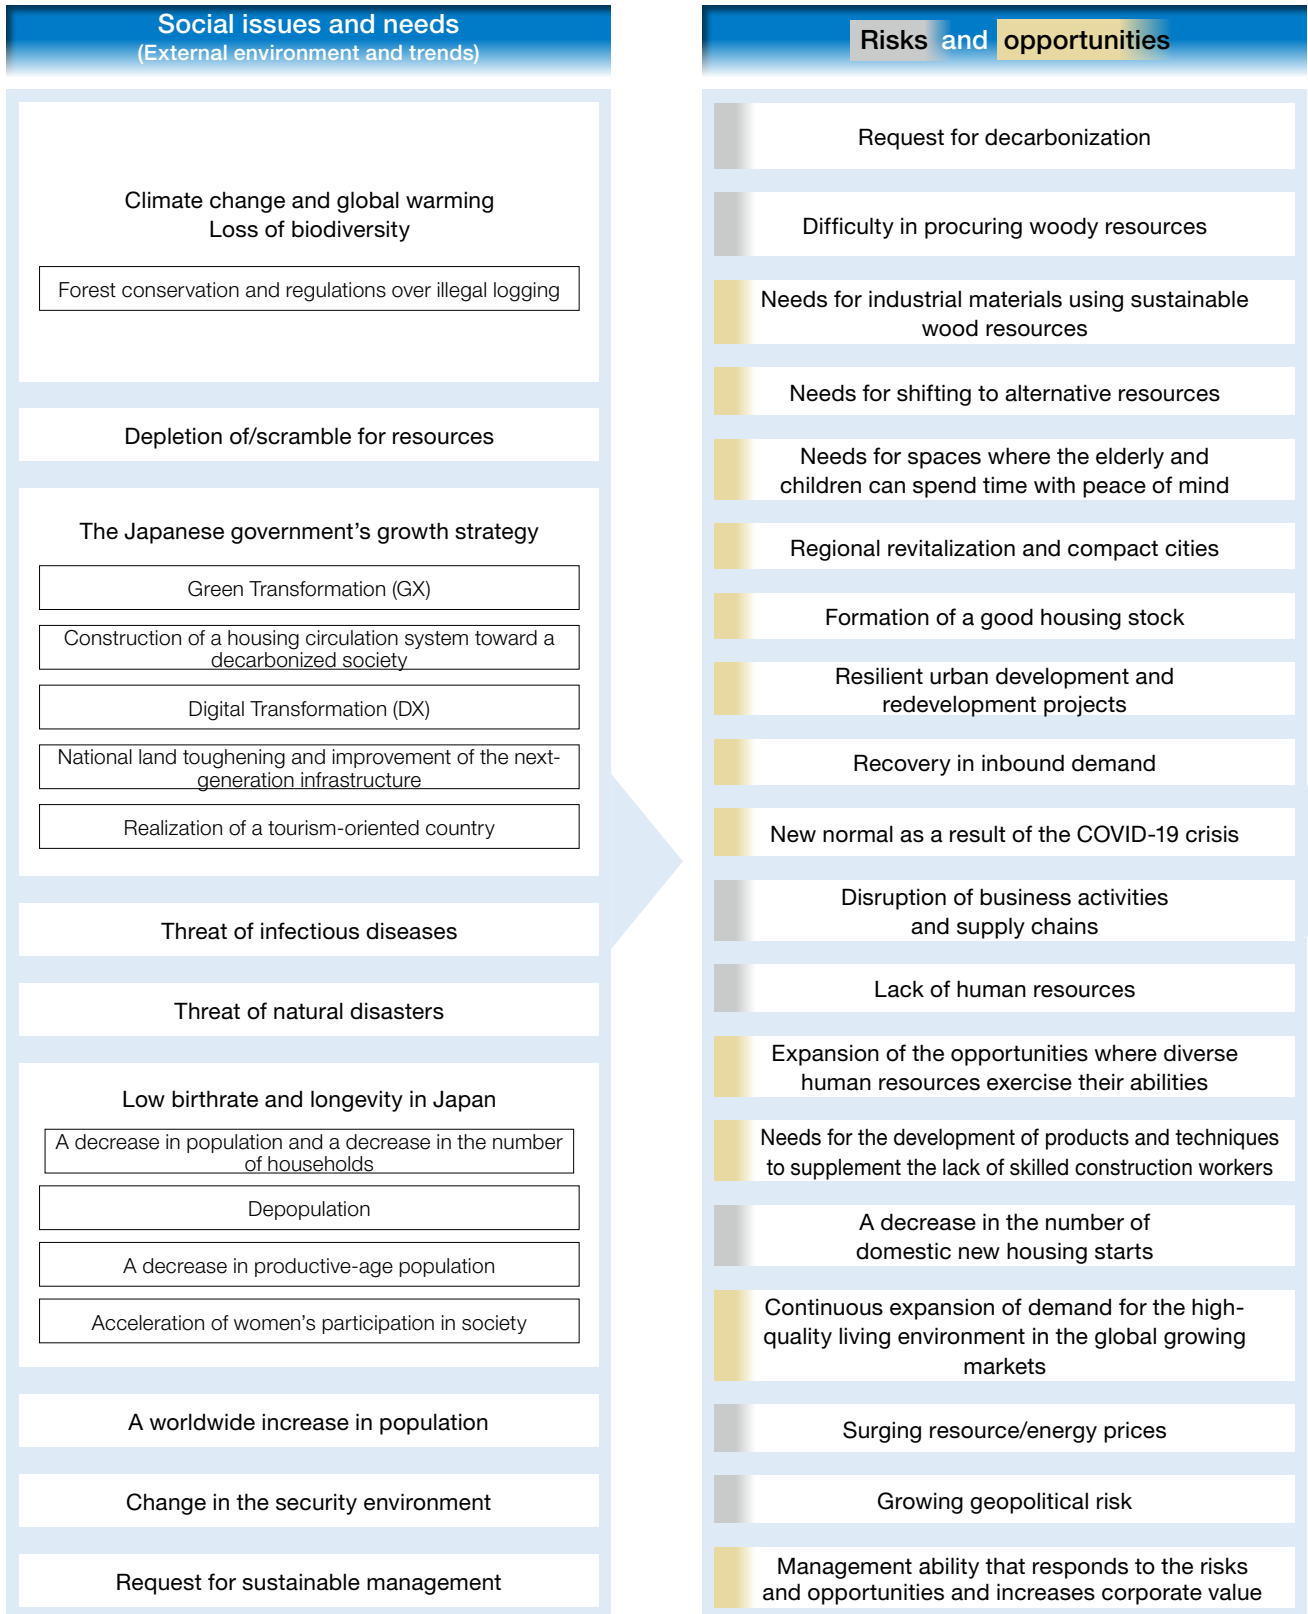 Social issues and needs
(External environment and trends)
Climate change and global warming
Loss of biodiversity
Forest conservation and regulations over illegal logging
Depletion of/scramble for resources
The Japanese government's growth strategy
Green Transformation (GX)
Construction of a housing circulation system toward a
decarbonized society
Digital Transformation (DX)
National land toughening and improvement of the next-
generation infrastructure
Realization of a tourism-oriented country
Threat of infectious diseases
Threat of natural disasters
Low birthrate and longevity in Japan
A decrease in population and a decrease in the number
of households
Depopulation
A decrease in productive-age population
Acceleration of women's participation in society
A worldwide increase in population
Change in the security environment
Request for sustainable management
Risks and opportunities
Request for decarbonization
Difficulty in procuring woody resources
Needs for industrial materials using sustainable
wood resources
Needs for shifting to alternative resources
Needs for spaces where the elderly and
children can spend time with peace of mind
Regional revitalization and compact cities
Formation of a good housing stock
Resilient urban development and
redevelopment projects
Recovery in inbound demand
New normal as a result of the COVID-19 crisis
Disruption of business activities
and supply chains
Lack of human resources
Expansion of the opportunities where diverse
human resources exercise their abilities
Needs for the development of products and techniques
to supplement the lack of skilled construction workers
A decrease in the number of
domestic new housing starts
Continuous expansion of demand for the high-
quality living environment in the global growing
markets
Surging resource/energy prices
Growing geopolitical risk
Management ability that responds to the risks
and opportunities and increases corporate value